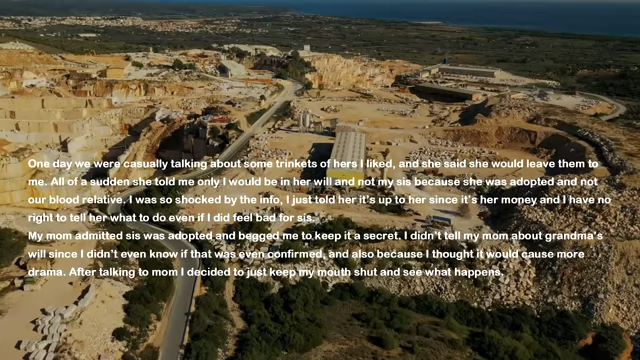 One day we were casually talking about some trinkets of hers I liked, and she said she would leave them to
me. All of a sudden she told me only I would be in her will and not my sis because she was adopted and not
our blood relative. I was so shocked by the info, I just told her it's up to her since it's her money and I have no
right to tell her what to do even if I did feel bad for sis.
My mom admitted sis was adopted and begged me to keep it a secret. I didn't tell my mom about grandma's
will since I didn't even know if that was even confirmed, and also because I thought it would cause more
drama. After talking to mom I decided to just keep my mouth shut and see what happens.